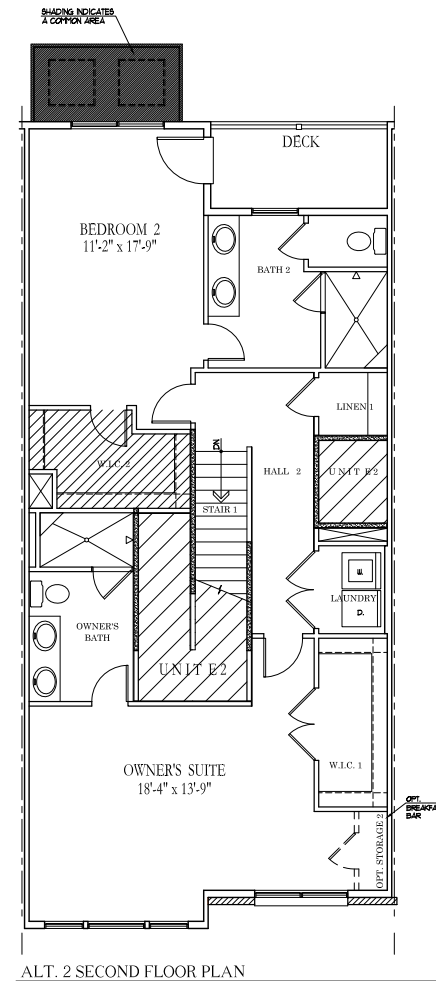 SHADING INDICATES
A COMMON AREA
DECK
BEDROOM 2
11'-2" x 17'-9"
BATH 2
LINEN 1
DN
W.I.C. 2
HALL 2
UNIT E2
STAIR 1
W.
LAUNDRY
D.
OWNER'S
BATH
UNIT E2
OWNER'S SUITE
18'-4" x 13'-9"
W.I.C. 1
OPT.
BREAKFA
BAR
OPT. STORAGE 2
ALT. 2 SECOND FLOOR PLAN